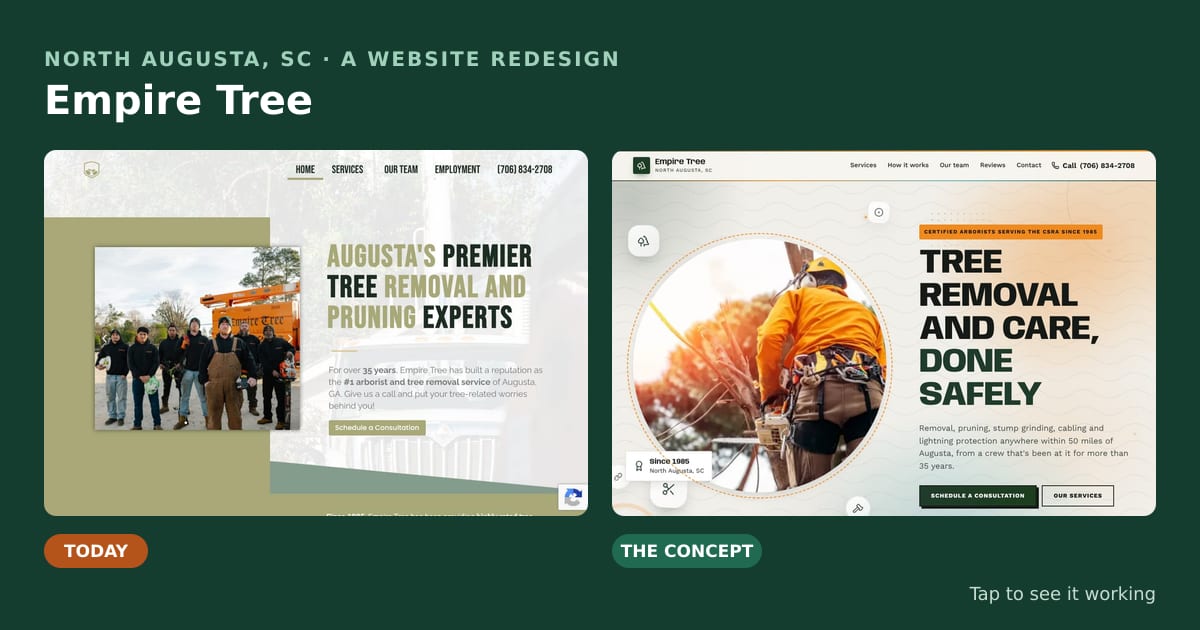 NORTH AUGUSTA, SC · A WEBSITE REDESIGN
Empire Tree
HOME SERVICES OUR TEAM EMPLOYMENT (706) 834-2708
Empire Tree
AUGUSTA'S PREMIER
TREE REMOVAL AND
PRUNING EXPERTS
For over 35 years, Empire Tree has built a reputation as
the #1 arborist and tree removal service of Augusta,
GA. Give us a call and put your tree-related worries
behind you!
Schedule a Consultation
Empire Tree
NORTH AUGUSTA, SC
Services How it works Our team Reviews Contact Call (706) 834-2708
CERTIFIED ARBORISTS SERVING THE CSRA SINCE 1985
TREE
REMOVAL
AND CARE,
DONE
SAFELY
Removal, pruning, stump grinding, cabling and
lightning protection anywhere within 50 miles of
Augusta, from a crew that's been at it for more than
35 years.
Since 1985
North Augusta, SC
SCHEDULE A CONSULTATION OUR SERVICES
TODAY
THE CONCEPT
Tap to see it working